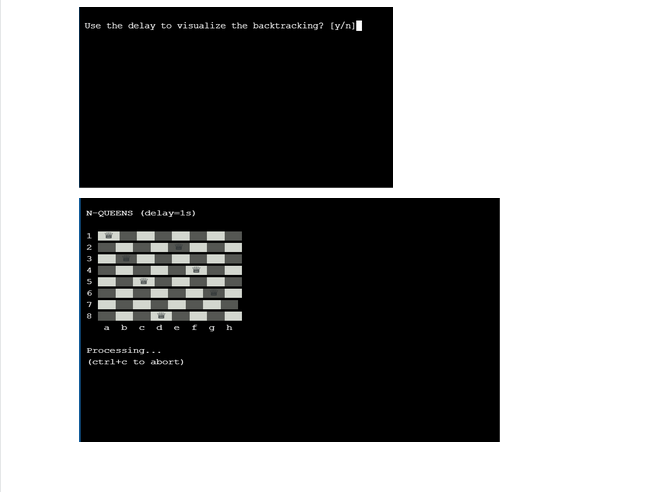 Use the delay to visualize the backtracking? [y/n]
N-QUEENS (delay=1s)
1
2
3
4
5
6
7
8
a b c d e f g h
Processing...
(ctrl+c to abort)